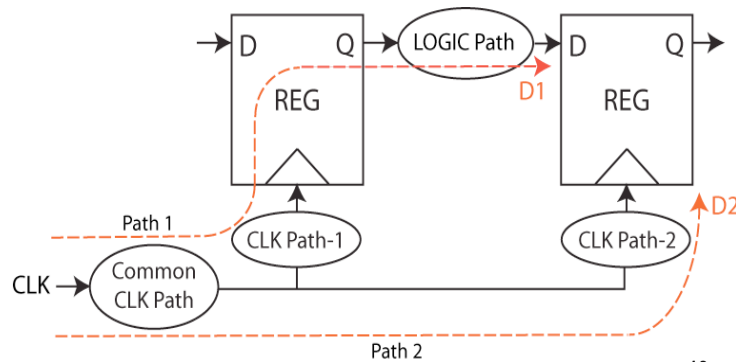 D Q
LOGIC Path
D Q
REG
D1
REG
Path 1
CLK Path-1
CLK Path-2
D2
CLK
Common
CLK Path
Path 2